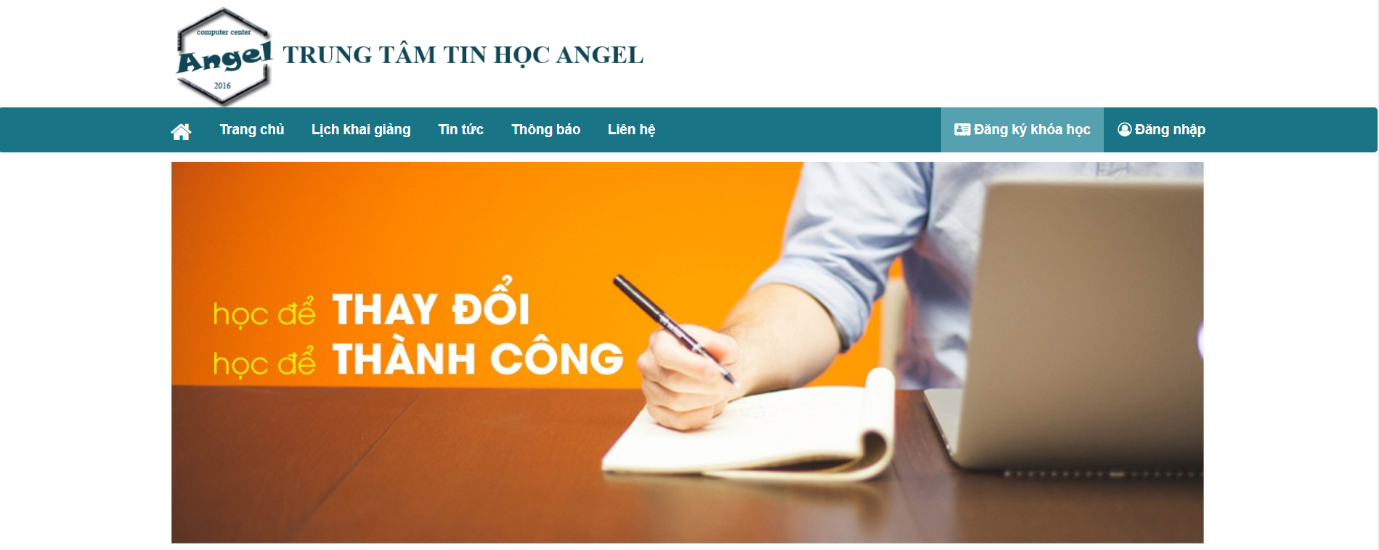 computer center
Angel
2016
TRUNG TÂM TIN HỌC ANGEL
Trang chủ Lịch khai giảng Tin tức Thông báo Liên hệ Đăng ký khóa học Đăng nhập
học để THAY ĐỔI
học để THÀNH CÔNG